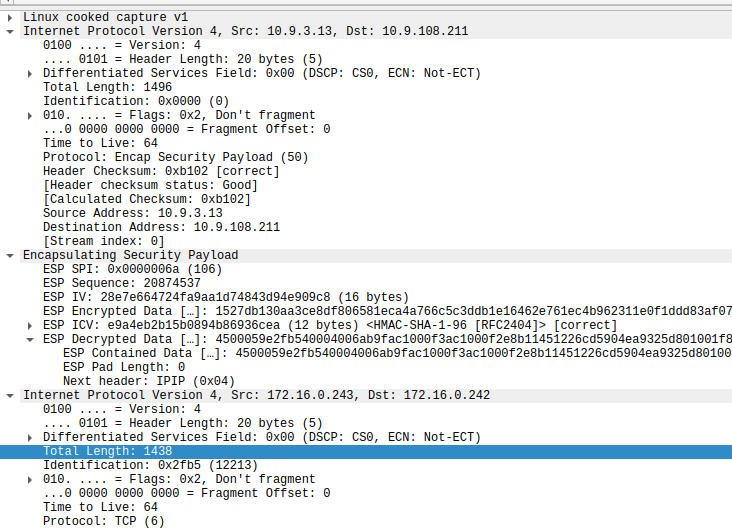 Linux cooked capture v1
Internet Protocol Version 4, Src: 10.9.3.13, Dst: 10.9.108.211
0100 .... = Version: 4
.... 0101 = Header Length: 20 bytes (5)
Differentiated Services Field: 0x00 (DSCP: CS0, ECN: Not-ECT)
Total Length: 1496
Identification: 0x0000 (0)
010. .... = Flags: 0x2, Don't fragment
...0 0000 0000 0000 = Fragment Offset: 0
Time to Live: 64
Protocol: Encap Security Payload (50)
Header Checksum: 0xb102 [correct]
[Header checksum status: Good]
[Calculated Checksum: 0xb102]
Source Address: 10.9.3.13
Destination Address: 10.9.108.211
[Stream index: 0]
Encapsulating Security Payload
ESP SPI: 0x0000006a (106)
ESP Sequence: 20874537
ESP IV: 28e7e664724fa9aa1d74843d94e909c8 (16 bytes)
ESP Encrypted Data […]: 1527db130aa3ce8df806581eca4a766c5c3ddb1e16462e761ec4b962311e0f1ddd83af07
ESP ICV: e9a4eb2b15b0894b86936cea (12 bytes) <HMAC-SHA-1-96 [RFC2404]> [correct]
ESP Decrypted Data […]: 4500059e2fb540004006ab9fac1000f3ac1000f2e8b11451226cd5904ea9325d801001f8
ESP Contained Data […]: 4500059e2fb540004006ab9fac1000f3ac1000f2e8b11451226cd5904ea9325d80100
ESP Pad Length: 0
Next header: IPIP (0x04)
Internet Protocol Version 4, Src: 172.16.0.243, Dst: 172.16.0.242
0100 .... = Version: 4
.... 0101 = Header Length: 20 bytes (5)
Differentiated Services Field: 0x00 (DSCP: CS0, ECN: Not-ECT)
Total Length: 1438
Identification: 0x2fb5 (12213)
010. .... = Flags: 0x2, Don't fragment
...0 0000 0000 0000 = Fragment Offset: 0
Time to Live: 64
Protocol: TCP (6)